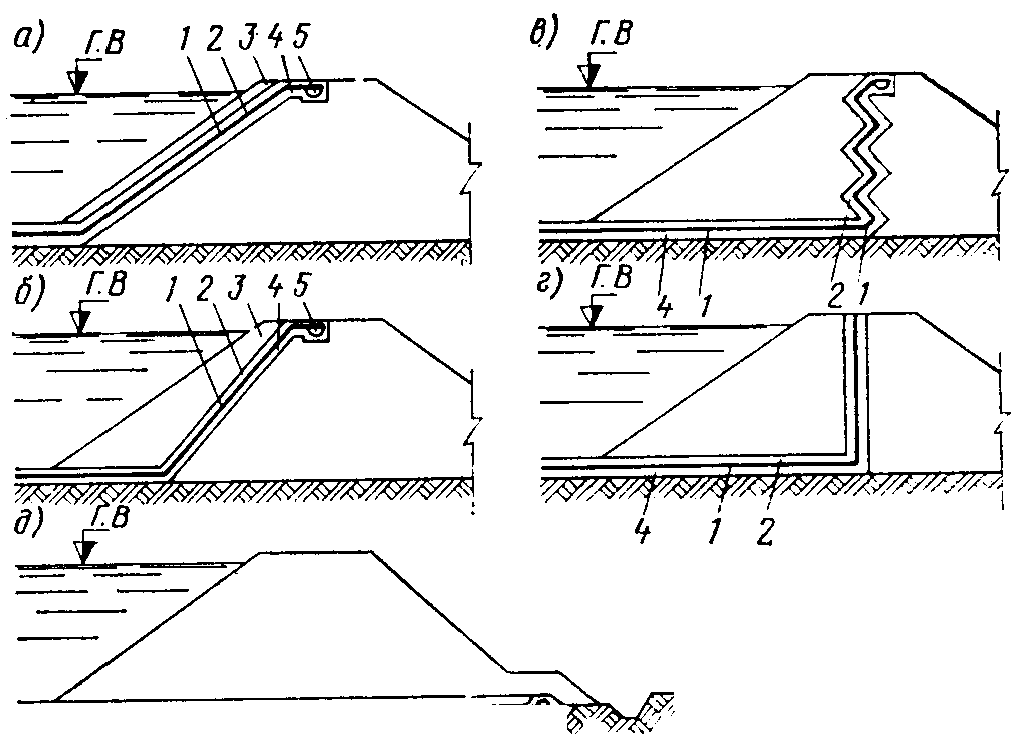 а) Г.В 1 2 3 4 5
в) Г.В
4 1 2 1
б) Г.В 1 2 3 4 5
г) Г.В
4 1 2
д) Г.В